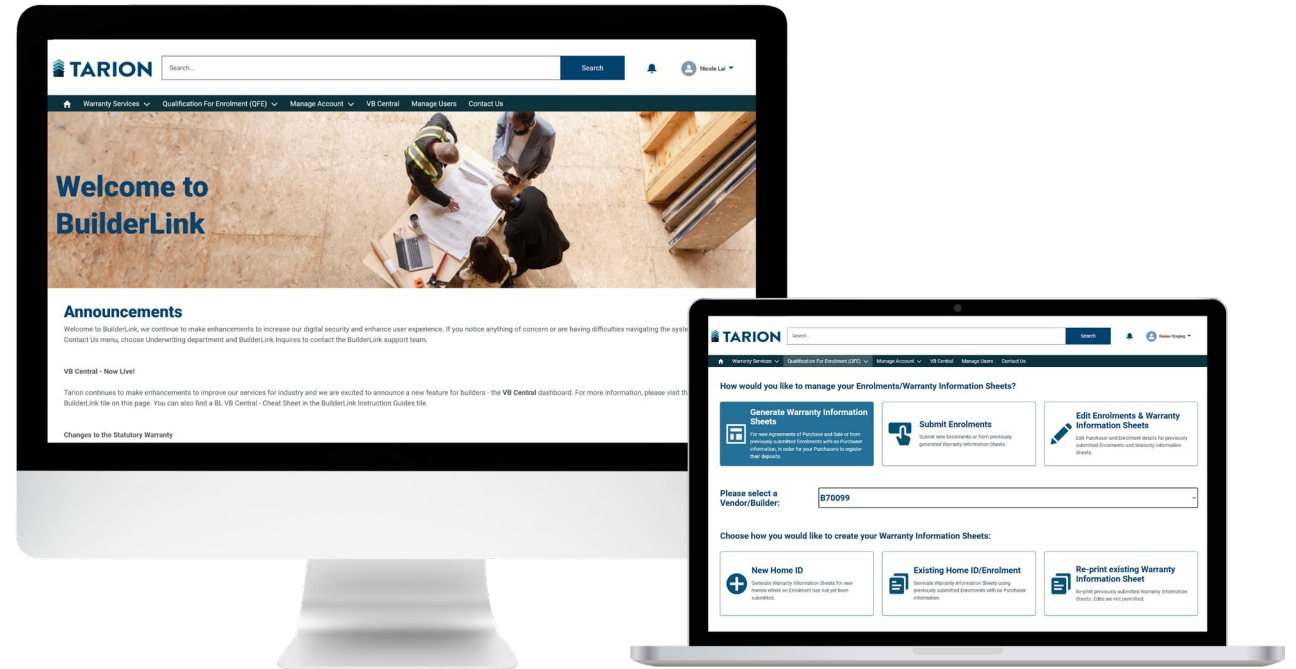 TARION
Search...
Search
Nicole Lai
Warranty Services
Qualification For Enrolment (QFE)
Manage Account
VB Central
Manage Users
Contact Us
Welcome to
BuilderLink
Announcements
Welcome to BuilderLink, we continue to make enhancements to increase our digital security and enhance user experience. If you notice anything of concern or are having difficulties navigating the syste
Contact Us menu, choose Underwriting department and BuilderLink Inquires to contact the BuilderLink support team.
VB Central - Now Live!
Tarion continues to make enhancements to improve our services for industry and we are excited to announce a new feature for builders - the VB Central dashboard. For more information, please visit th
BuilderLink tile on this page. You can also find a BL VB Central - Cheat Sheet in the BuilderLink Instruction Guides tile.
Changes to the Statutory Warranty
TARION
Search...
Search
Renee Staging
Warranty Services
Qualification For Enrolment (QFE)
Manage Account
VB Central
Manage Users
Contact Us
How would you like to manage your Enrolments/Warranty Information Sheets?
Generate Warranty Information
Sheets
For new Agreements of Purchase and Sale or from
previously submitted Enrolments with no Purchaser
information, in order for your Purchasers to register
their deposits.
Submit Enrolments
Submit new Enrolments or from previously
generated Warranty Information Sheets.
Edit Enrolments & Warranty
Information Sheets
Edit Purchaser and Enrolment details for previously
submitted Enrolments and Warranty Information
Sheets.
Please select a
Vendor/Builder:
B70099
Choose how you would like to create your Warranty Information Sheets:
New Home ID
Generate Warranty Information Sheets for new
homes where an Enrolment has not yet been
submitted.
Existing Home ID/Enrolment
Generate Warranty Information Sheets using
previously submitted Enrolments with no Purchaser
information.
Re-print existing Warranty
Information Sheet
Re-print previously submitted Warranty Information
Sheets. Edits are not permitted.